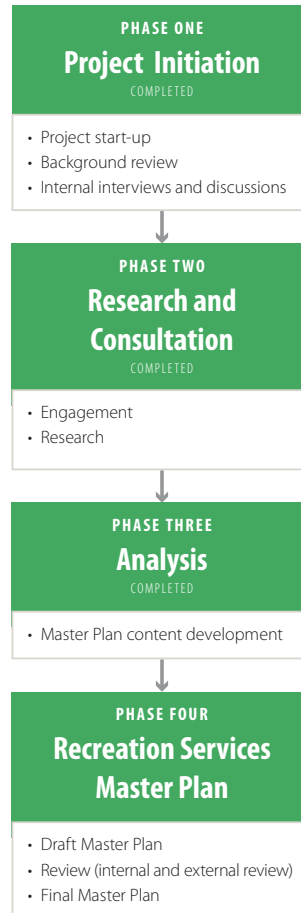 PHASE ONE
Project Initiation
COMPLETED
• Project start-up
• Background review
• Internal interviews and discussions
PHASE TWO
Research and
Consultation
COMPLETED
• Engagement
• Research
PHASE THREE
Analysis
COMPLETED
• Master Plan content development
PHASE FOUR
Recreation Services
Master Plan
• Draft Master Plan
• Review (internal and external review)
• Final Master Plan